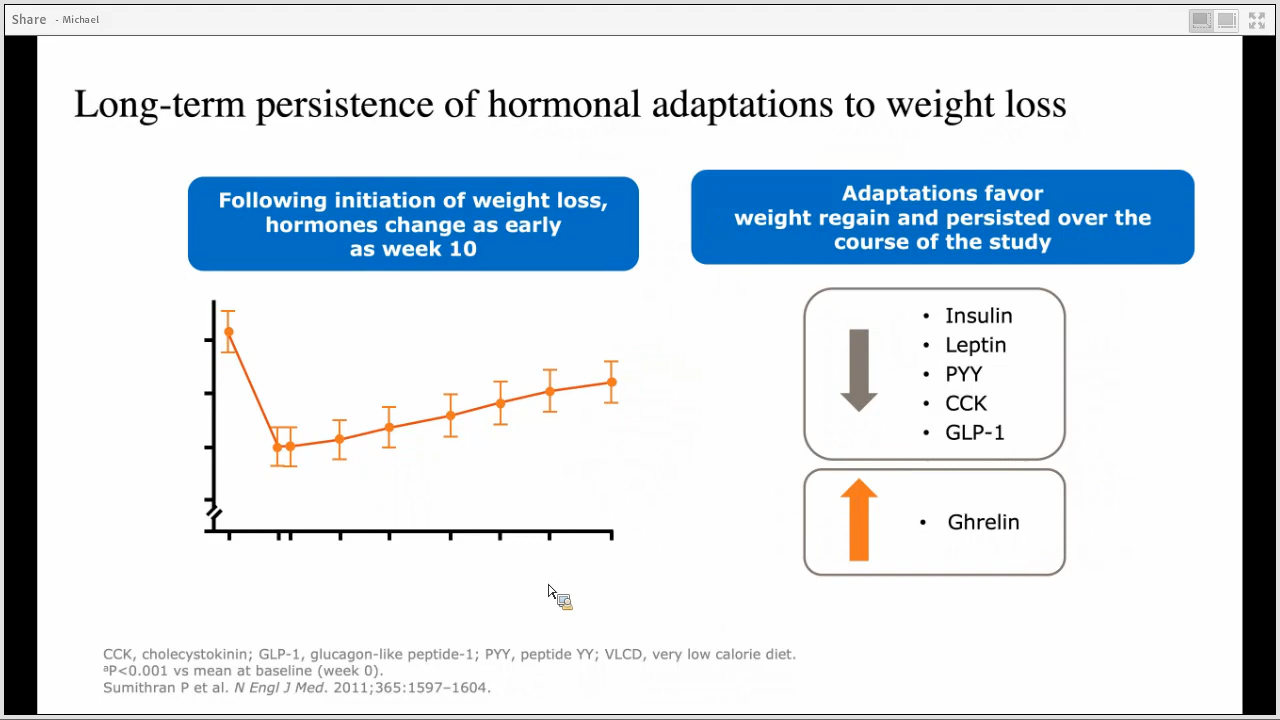 Share - Michael
Long-term persistence of hormonal adaptations to weight loss
Following initiation of weight loss,
hormones change as early
as week 10
Adaptations favor
weight regain and persisted over the
course of the study
• Insulin
• Leptin
• PYY
• CCK
• GLP-1
• Ghrelin
CCK, cholecystokinin; GLP-1, glucagon-like peptide-1; PYY, peptide YY; VLCD, very low calorie diet.
ᵃP<0.001 vs mean at baseline (week 0).
Sumithran P et al. N Engl J Med. 2011;365:1597–1604.